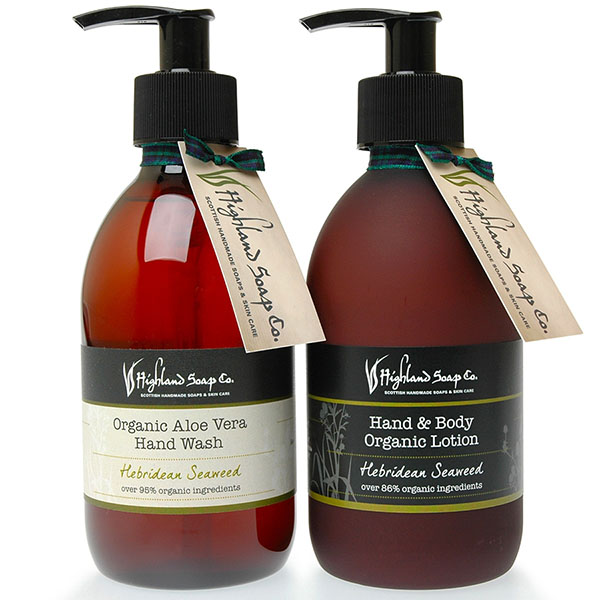 Highland Soap Co.
SCOTTISH HANDMADE SOAPS & SKIN CARE
Highland Soap Co.
SCOTTISH HANDMADE SOAPS & SKIN CARE
Organic Aloe Vera
Hand Wash
Hebridean Seaweed
over 95% organic ingredients
Highland Soap Co.
SCOTTISH HANDMADE SOAPS & SKIN CARE
Highland Soap Co.
SCOTTISH HANDMADE SOAPS & SKIN CARE
Hand & Body
Organic Lotion
Hebridean Seaweed
over 86% organic ingredients